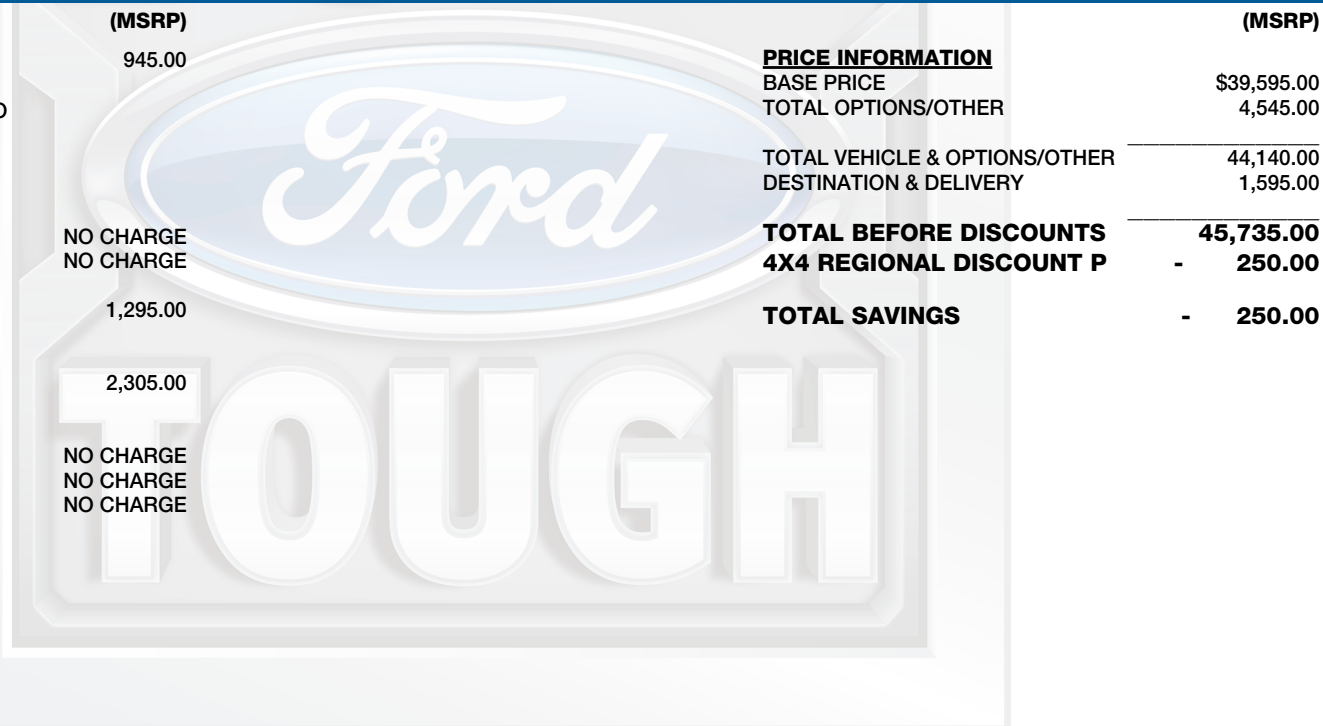 (MSRP)
945.00
NO CHARGE
NO CHARGE
1,295.00
2,305.00
NO CHARGE
NO CHARGE
NO CHARGE
Ford
TOUGH
(MSRP)
PRICE INFORMATION
BASE PRICE $39,595.00
TOTAL OPTIONS/OTHER 4,545.00
TOTAL VEHICLE & OPTIONS/OTHER 44,140.00
DESTINATION & DELIVERY 1,595.00
TOTAL BEFORE DISCOUNTS 45,735.00
4X4 REGIONAL DISCOUNT P - 250.00
TOTAL SAVINGS - 250.00